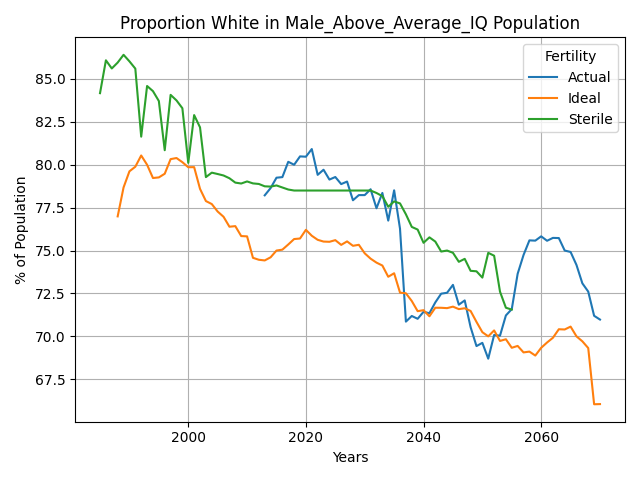 Proportion White in Male_Above_Average_IQ Population
Fertility
Actual
Ideal
Sterile
% of Population
85.0
82.5
80.0
77.5
75.0
72.5
70.0
67.5
2000
2020
2040
2060
Years